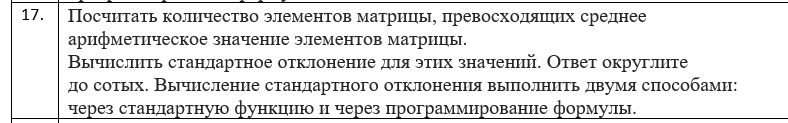 17. Посчитать количество элементов матрицы, превосходящих среднее
арифметическое значение элементов матрицы.
Вычислить стандартное отклонение для этих значений. Ответ округлите
до сотых. Вычисление стандартного отклонения выполнить двумя способами:
через стандартную функцию и через программирование формулы.